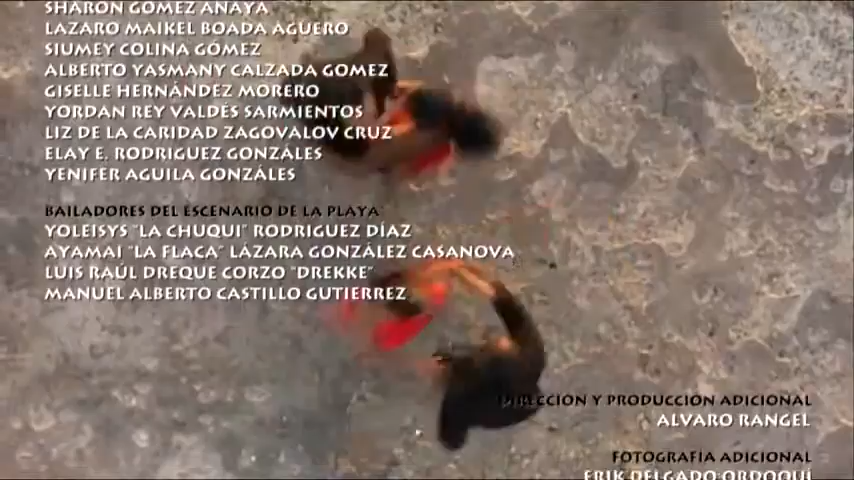 SHARON GOMEZ ANAYA
LAZARO MAIKEL BOADA AGUERO
SIUMEY COLINA GÓMEZ
ALBERTO YASMANY CALZADA GOMEZ
GISELLE HERNÁNDEZ MORERO
YORDAN REY VALDÉS SARMIENTOS
LIZ DE LA CARIDAD ZAGOVALOV CRUZ
ELAY E. RODRIGUEZ GONZÁLES
YENIFER AGUILA GONZÁLES
BAILADORES DEL ESCENARIO DE LA PLAYA
YOLEISYS "LA CHUQUI" RODRIGUEZ DÍAZ
AYAMAI "LA FLACA" LÁZARA GONZÁLEZ CASANOVA
LUIS RAÚL DREQUE CORZO "DREKKE"
MANUEL ALBERTO CASTILLO GUTIERREZ
DIRECCION Y PRODUCCION ADICIONAL
ALVARO RANGEL
FOTOGRAFIA ADICIONAL
ERIK DELGADO ORDOQUÍ